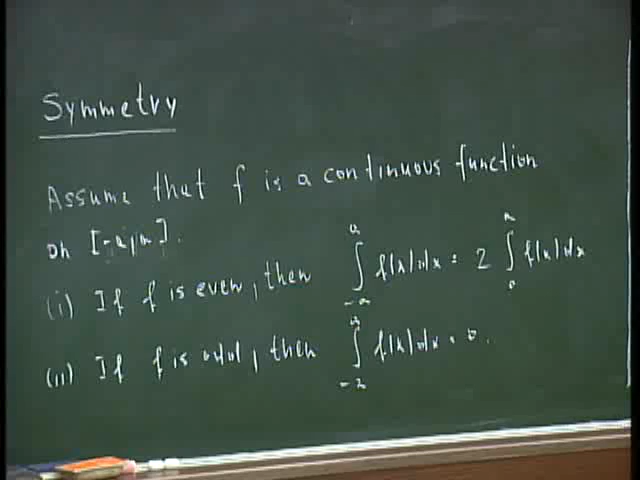 Symmetry
Assume that f is a continuous function
on [-a, a].
(i) If f is even, then ∫_{-a}^{a} f(x)dx = 2 ∫_{0}^{a} f(x)dx
(ii) If f is odd, then ∫_{-a}^{a} f(x)dx = 0.